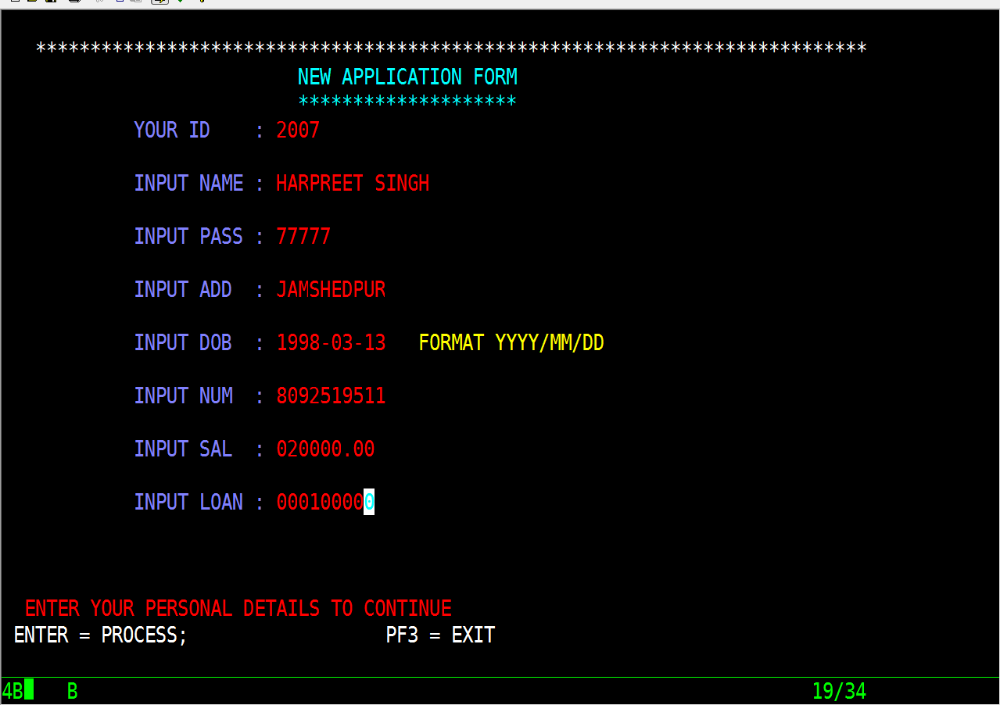 ****************************************************************************
NEW APPLICATION FORM
********************
YOUR ID    : 2007
INPUT NAME : HARPREET SINGH
INPUT PASS : 77777
INPUT ADD  : JAMSHEDPUR
INPUT DOB  : 1998-03-13   FORMAT YYYY/MM/DD
INPUT NUM  : 8092519511
INPUT SAL  : 020000.00
INPUT LOAN : 000100000
ENTER YOUR PERSONAL DETAILS TO CONTINUE
ENTER = PROCESS;                  PF3 = EXIT
4B    B                  19/34